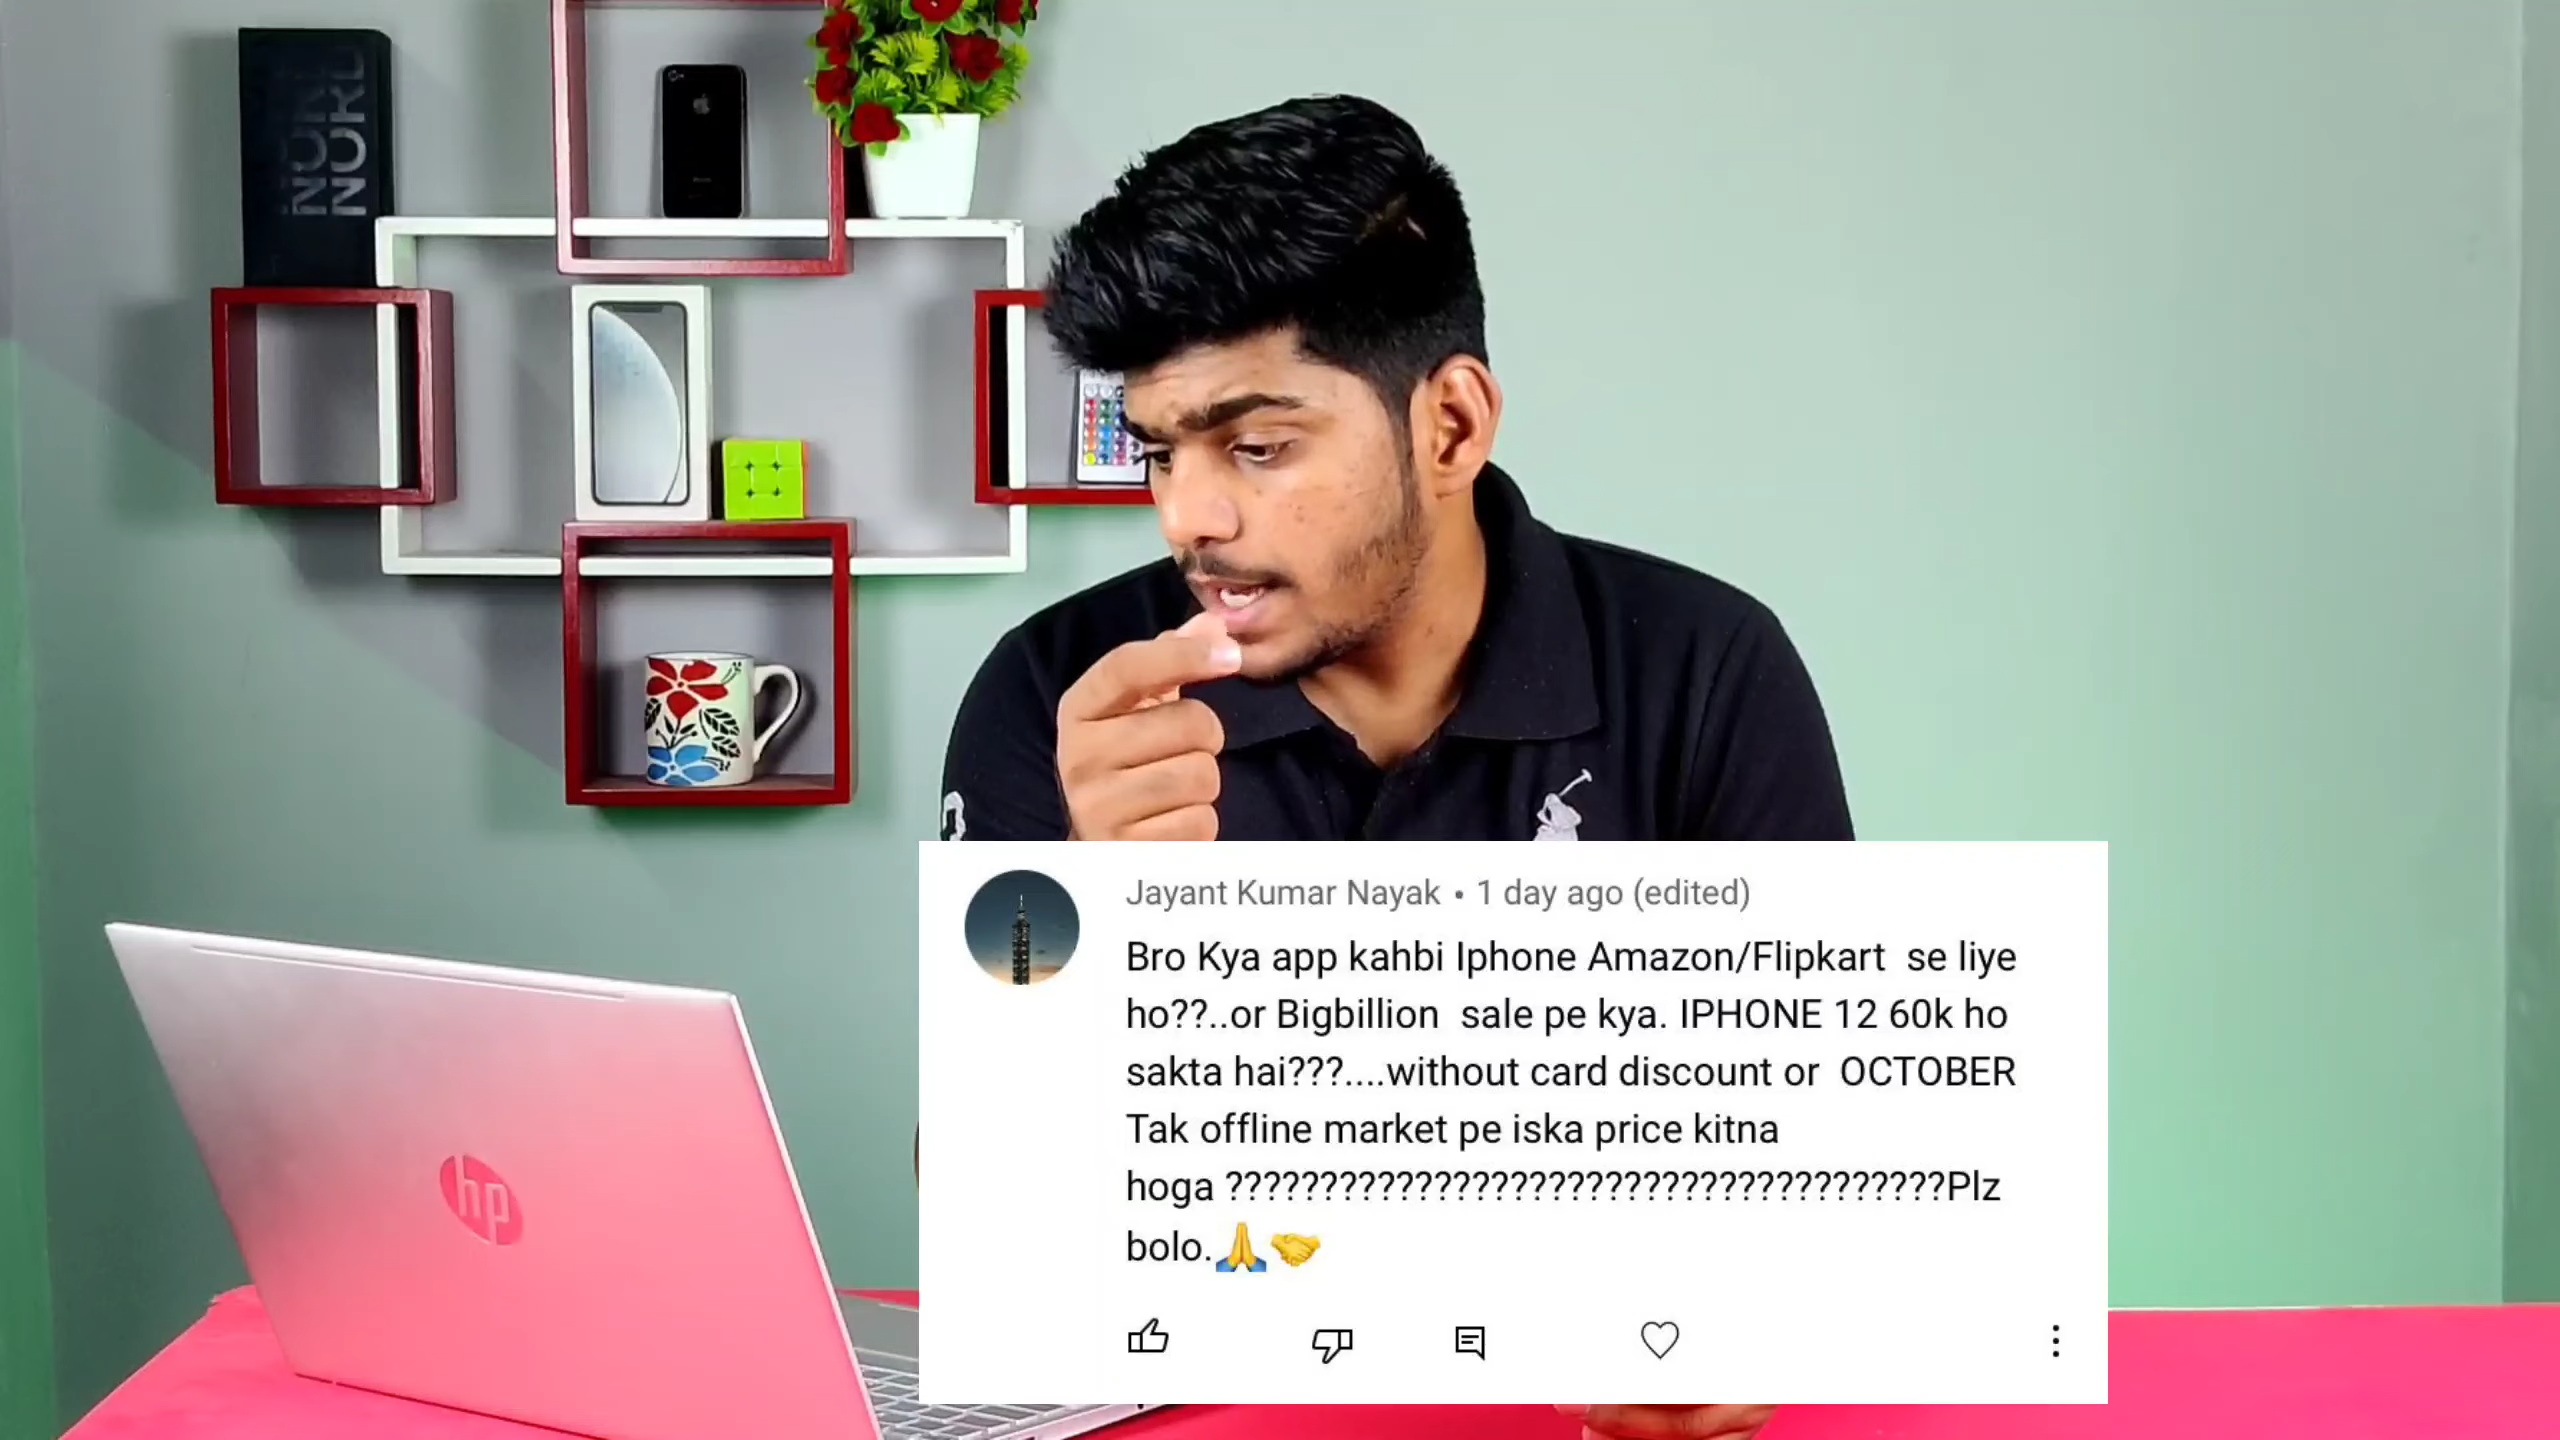 NORD
NORD
hp
Jayant Kumar Nayak • 1 day ago (edited)
Bro Kya app kahbi Iphone Amazon/Flipkart se liye
ho??..or Bigbillion sale pe kya. IPHONE 12 60k ho
sakta hai???....without card discount or OCTOBER
Tak offline market pe iska price kitna
hoga ??????????????????????????????????????Plz
bolo.🙏🤝